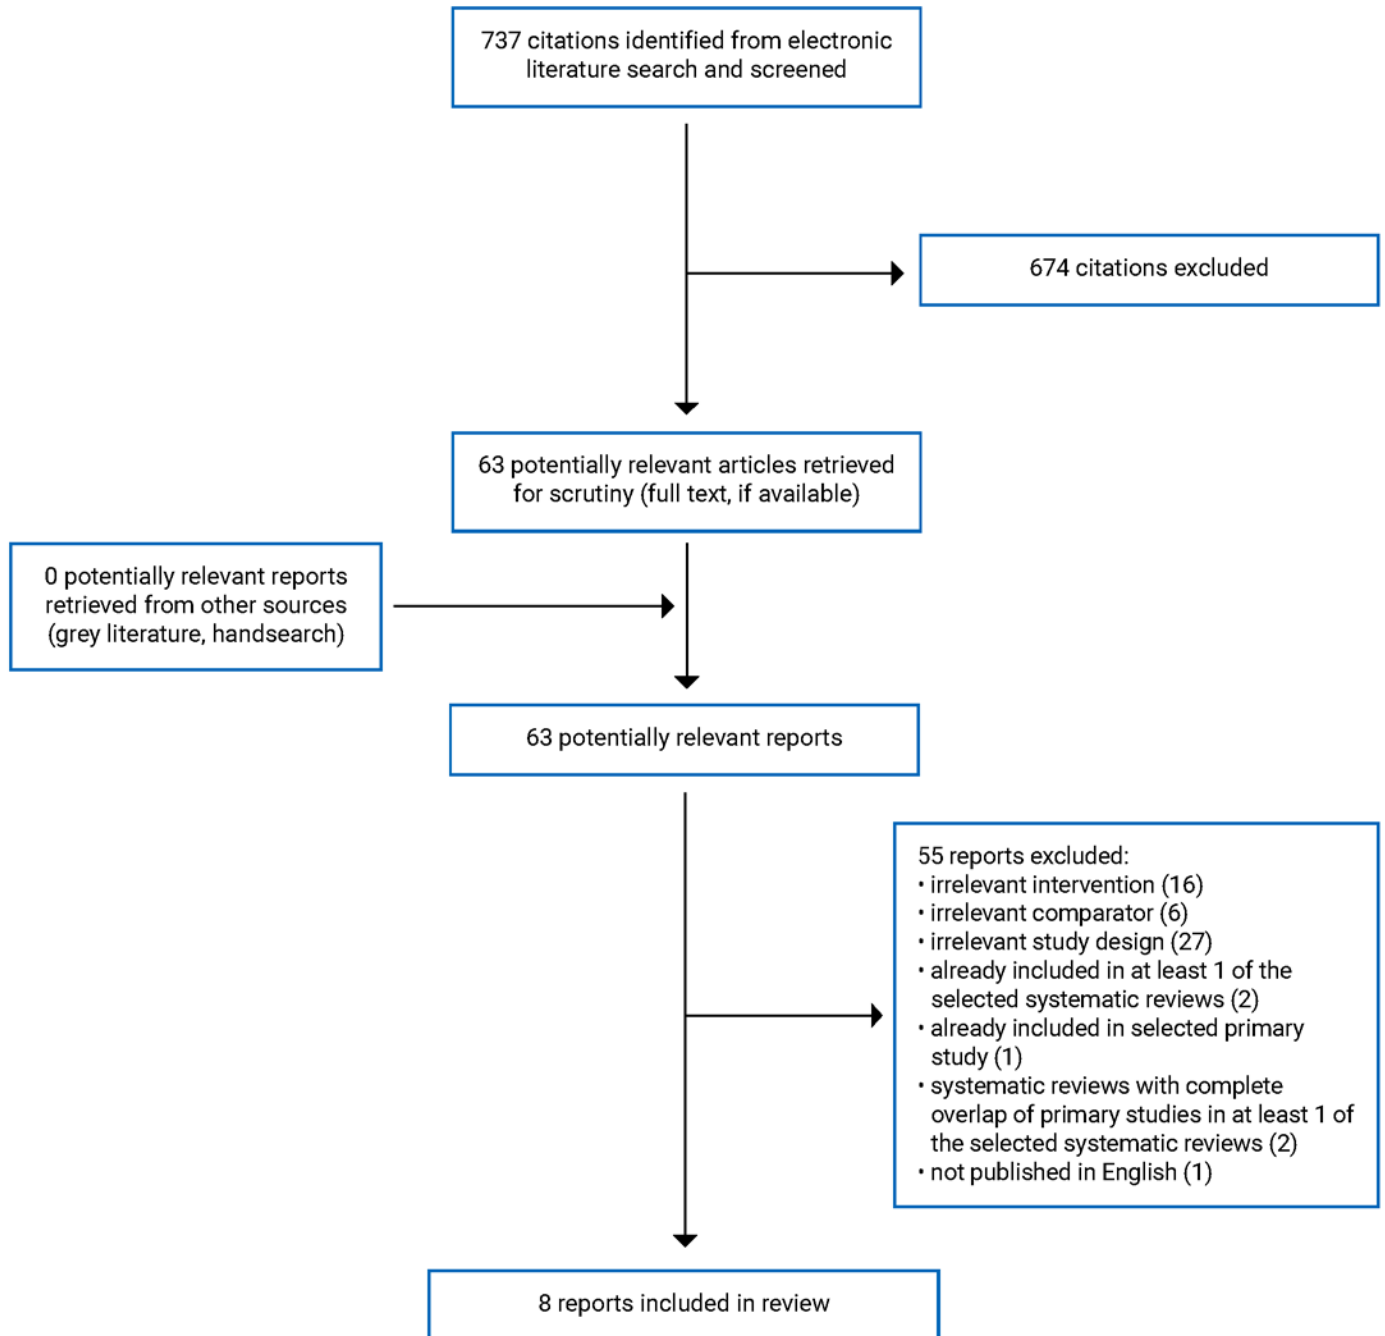 737 citations identified from electronic
literature search and screened
674 citations excluded
63 potentially relevant articles retrieved
for scrutiny (full text, if available)
0 potentially relevant reports
retrieved from other sources
(grey literature, handsearch)
63 potentially relevant reports
55 reports excluded:
• irrelevant intervention (16)
• irrelevant comparator (6)
• irrelevant study design (27)
• already included in at least 1 of the
selected systematic reviews (2)
• already included in selected primary
study (1)
• systematic reviews with complete
overlap of primary studies in at least 1 of
the selected systematic reviews (2)
• not published in English (1)
8 reports included in review